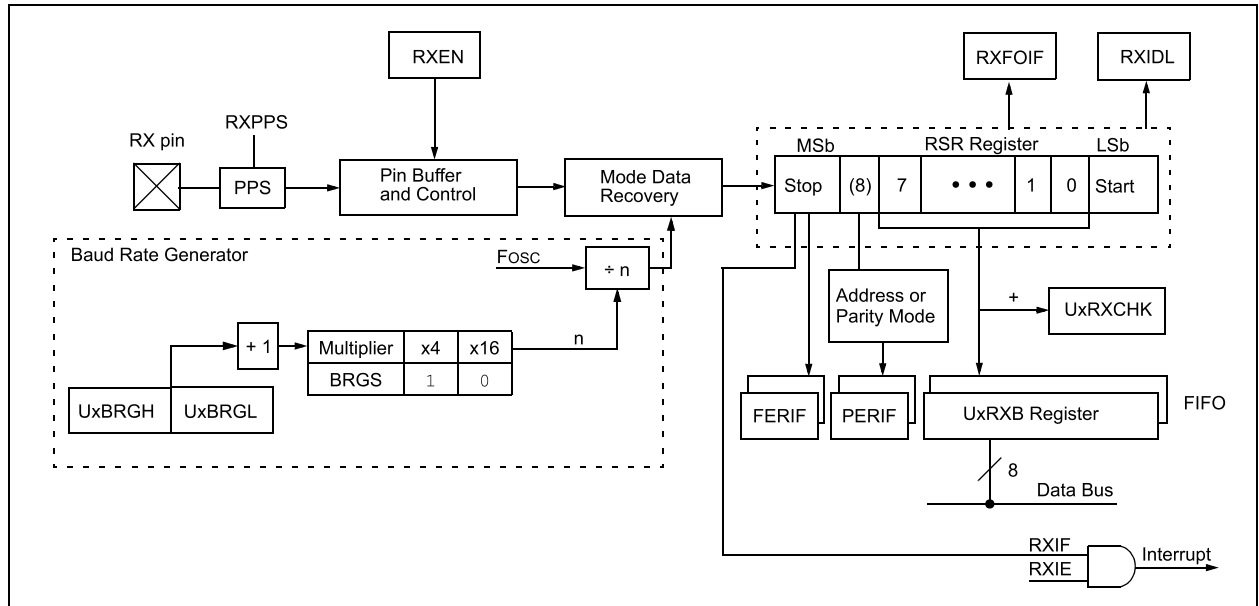 RXEN
RXFOIF
RXIDL
RXPPS
RX pin
MSb
RSR Register
LSb
PPS
Pin Buffer
and Control
Mode Data
Recovery
Stop
(8)
7
• • •
1
0
Start
Baud Rate Generator
FOSC
÷ n
Address or
Parity Mode
+
UxRXCHK
+ 1
n
Multiplier
x4
x16
BRGS
1
0
UxBRGH
UxBRGL
FERIF
PERIF
UxRXB Register
FIFO
8
Data Bus
RXIF
RXIE
Interrupt